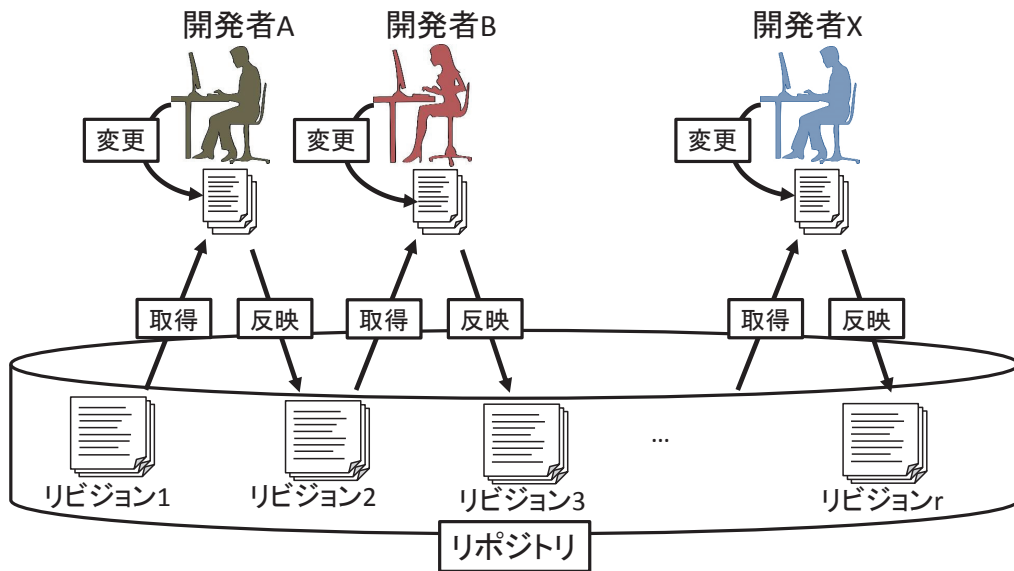 開発者A
開発者B
開発者X
変更
変更
変更
取得
反映
取得
反映
取得
反映
...
リビジョン1
リビジョン2
リビジョン3
リビジョンr
リポジトリ